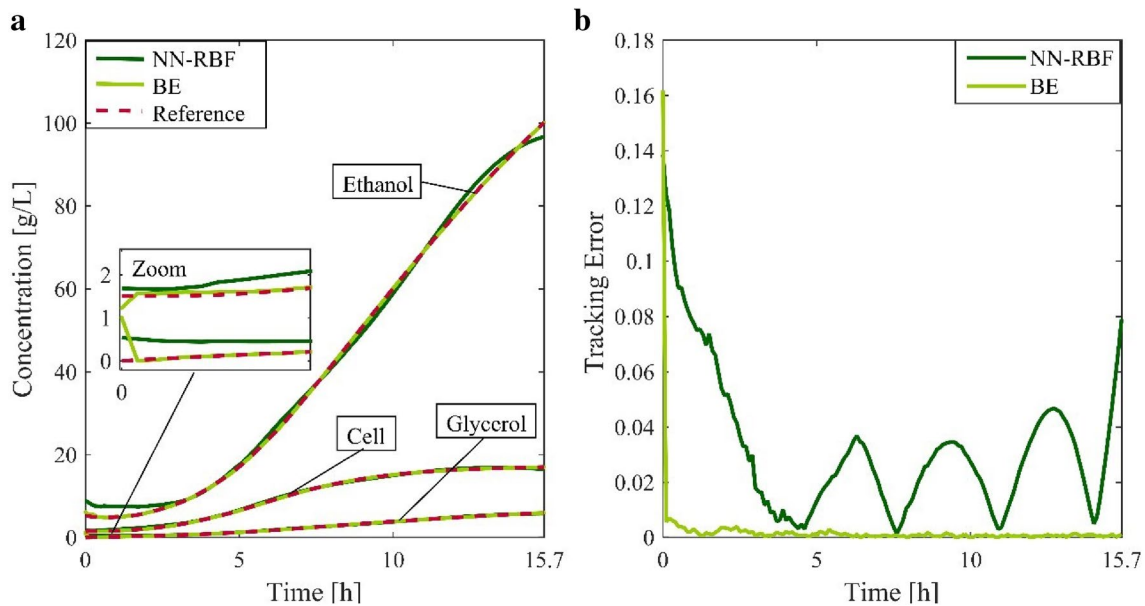 a
Concentration [g/L]
120
100
80
60
40
20
0
NN-RBF
BE
Reference
Ethanol
Zoom
2
1
0
0
Cell
Glycerol
0
5
10
15.7
Time [h]
b
Tracking Error
0.18
0.16
0.14
0.12
0.10
0.08
0.06
0.04
0.02
0
NN-RBF
BE
0
5
10
15.7
Time [h]